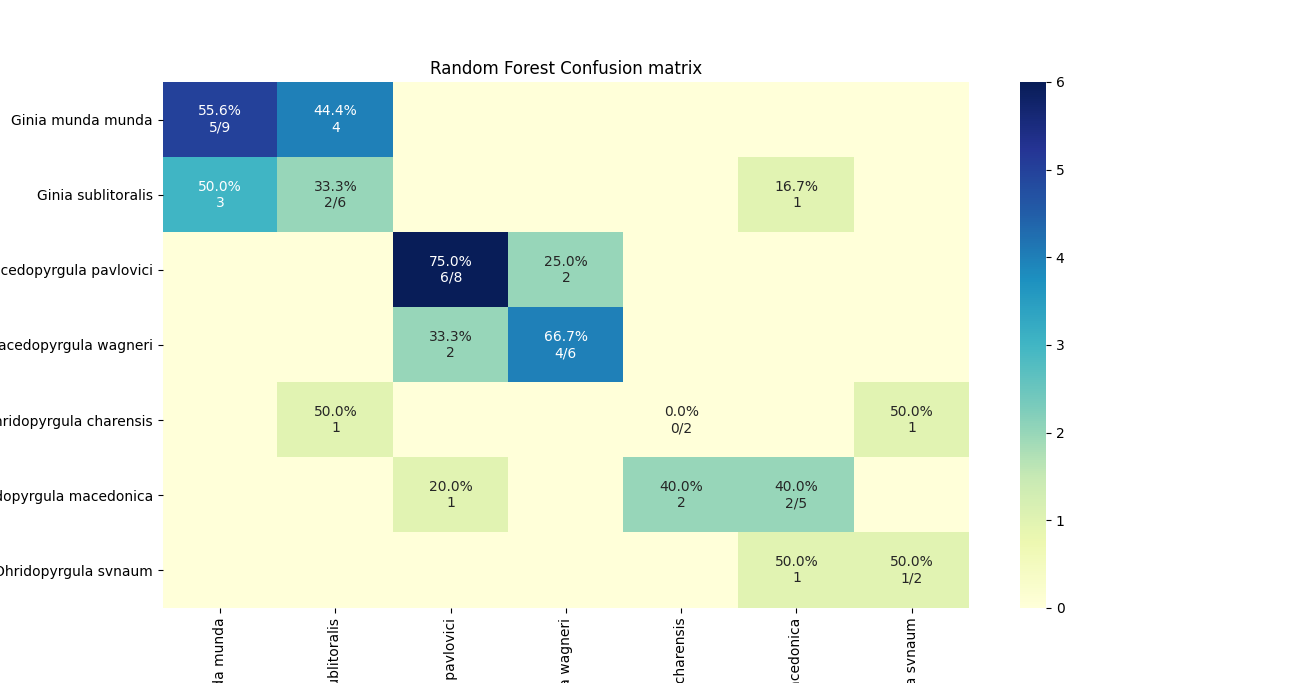 Random Forest Confusion matrix
Ginia munda munda
55.6%
5/9
44.4%
4
Ginia sublitoralis
50.0%
3
33.3%
2/6
16.7%
1
cedopyrgula pavlovici
75.0%
6/8
25.0%
2
acedopyrgula wagneri
33.3%
2
66.7%
4/6
hridopyrgula charensis
50.0%
1
0.0%
0/2
50.0%
1
dopyrgula macedonica
20.0%
1
40.0%
2
40.0%
2/5
Ohridopyrgula svnaum
50.0%
1
50.0%
1/2
da munda
ublitoralis
pavlovici
a wagneri
charensis
cedonica
a svnaum
6
5
4
3
2
1
0